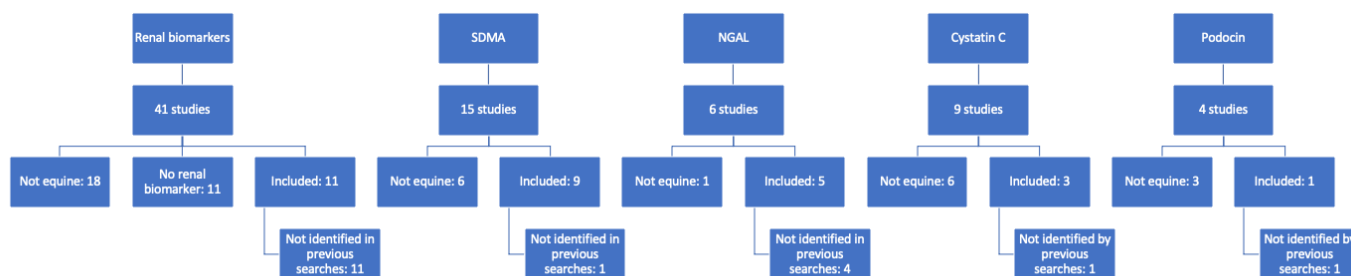 Renal biomarkers
SDMA
NGAL
Cystatin C
Podocin
41 studies
15 studies
6 studies
9 studies
4 studies
Not equine: 18
No renal
biomarker: 11
Included: 11
Not equine: 6
Included: 9
Not equine: 1
Included: 5
Not equine: 6
Included: 3
Not equine: 3
Included: 1
Not identified in
previous
searches: 11
Not identified in
previous
searches: 1
Not identified in
previous
searches: 4
Not identified by
previous
searches: 1
Not identified by
previous
searches: 1